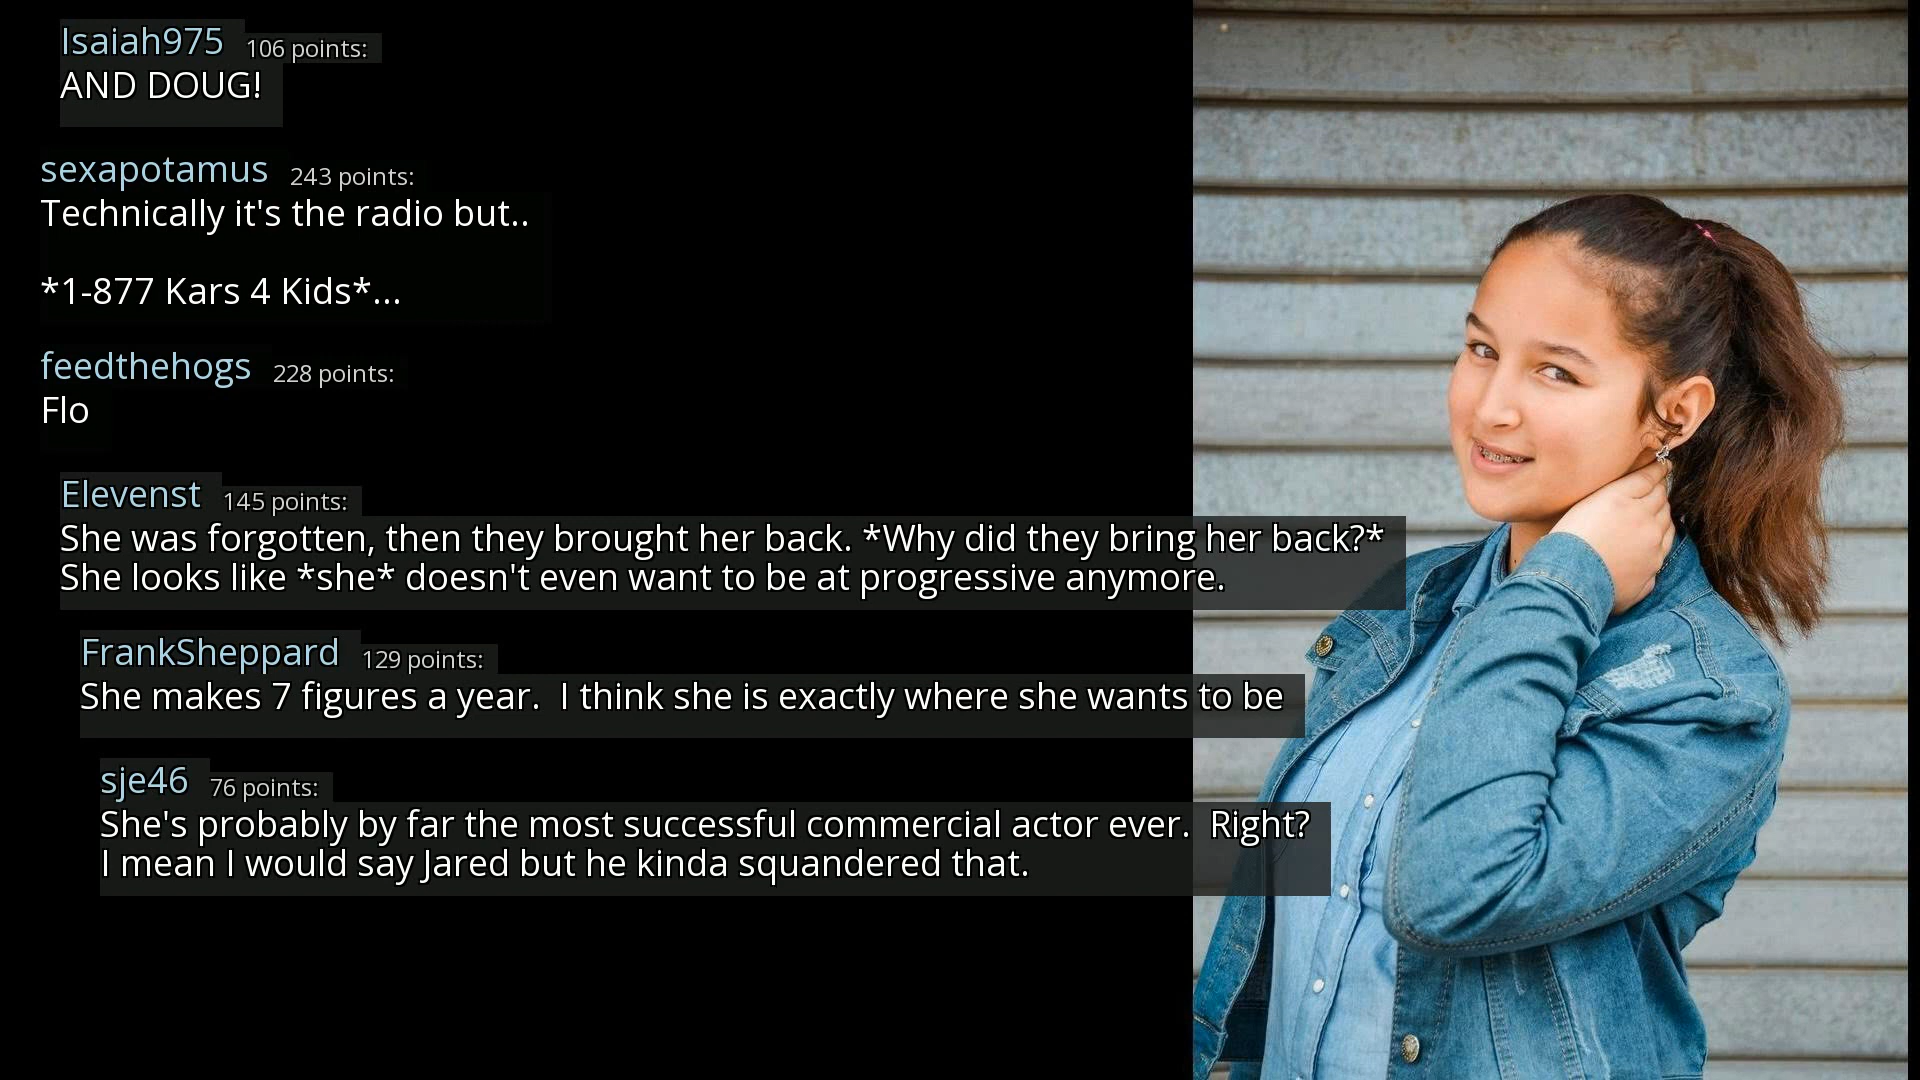 Isaiah975 106 points:
AND DOUG!
sexapotamus 243 points:
Technically it's the radio but..
*1-877 Kars 4 Kids*...
feedthehogs 228 points:
Flo
Elevenst 145 points:
She was forgotten, then they brought her back. *Why did they bring her back?*
She looks like *she* doesn't even want to be at progressive anymore.
FrankSheppard 129 points:
She makes 7 figures a year.  I think she is exactly where she wants to be
sje46 76 points:
She's probably by far the most successful commercial actor ever.  Right?
I mean I would say Jared but he kinda squandered that.